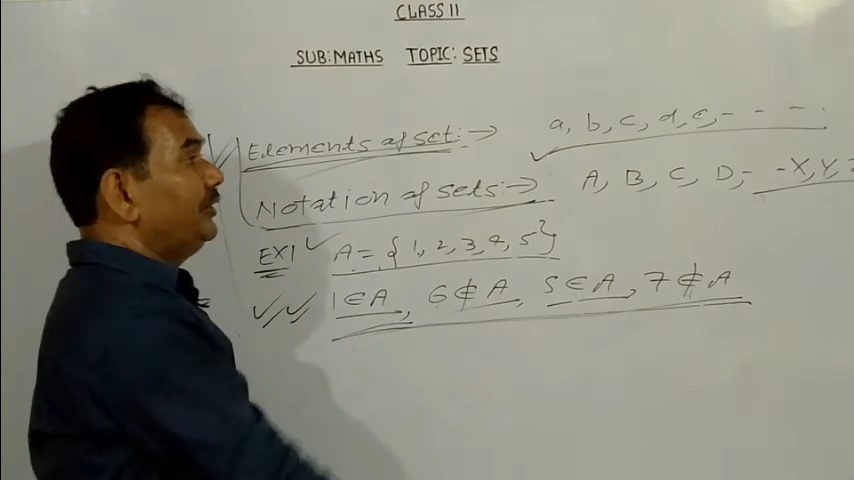 CLASS 11
SUB: MATHS TOPIC: SETS
Elements of set: → a, b, c, d, e, - - - .
Notation of sets: → A, B, C, D, - - X, Y, Z
EX1 A = { 1, 2, 3, 4, 5 }
1 ∈ A, 6 ∉ A, 5 ∈ A, 7 ∉ A